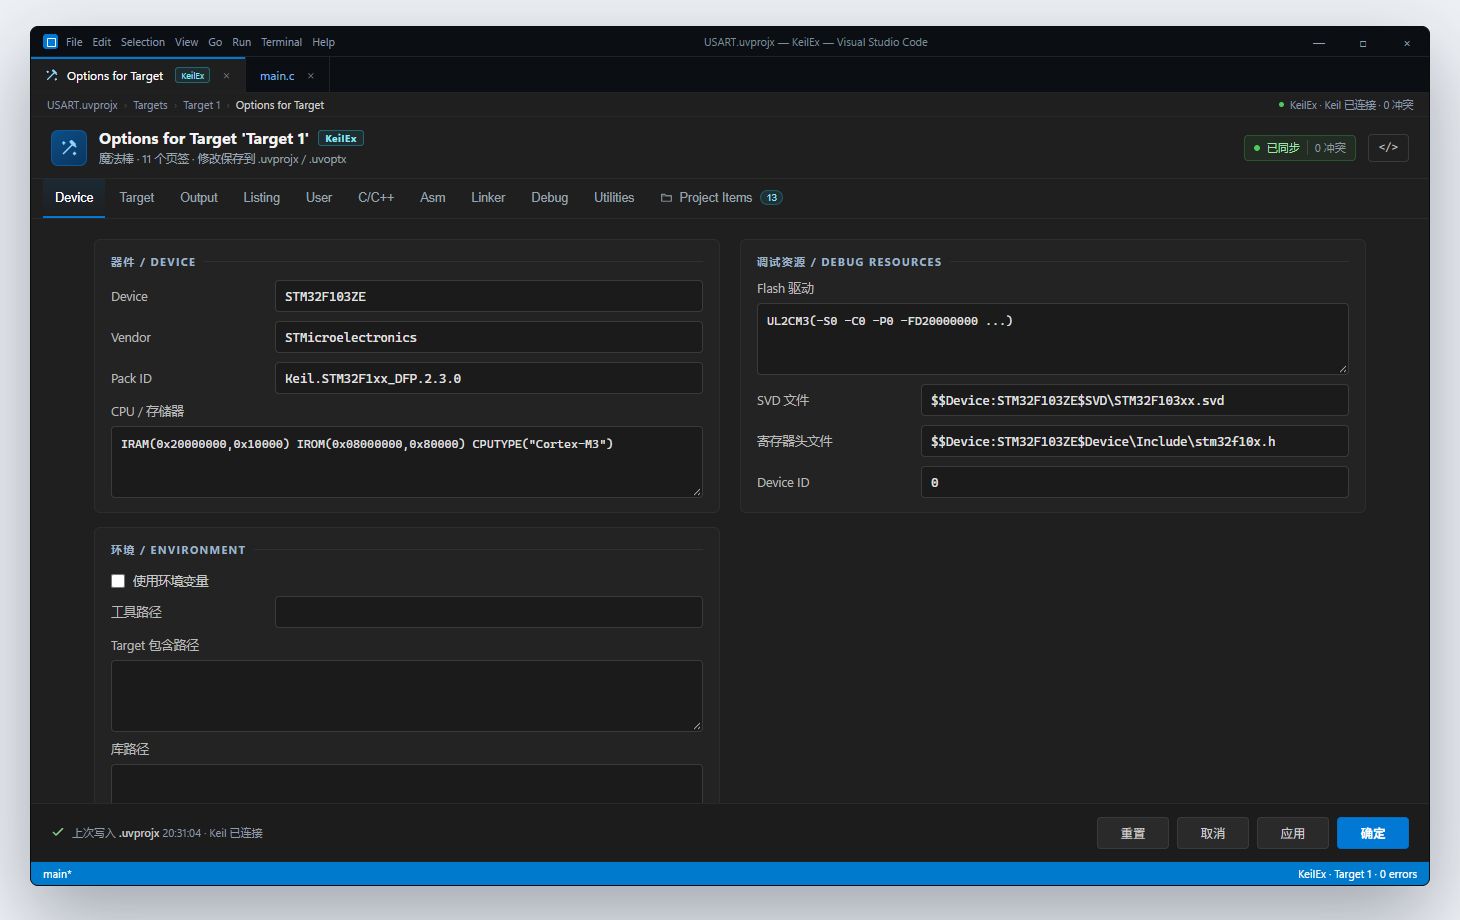 File Edit Selection View Go Run Terminal Help
USART.uvprojx — KeilEx — Visual Studio Code
Options for Target KeilEx ×
main.c ×
USART.uvprojx › Targets › Target 1 › Options for Target
KeilEx · Keil 已连接 · 0 冲突
Options for Target 'Target 1' KeilEx
魔法棒 · 11 个页签 · 修改保存到 .uvprojx / .uvoptx
已同步 0 冲突
</>
Device Target Output Listing User C/C++ Asm Linker Debug Utilities Project Items 13
器件 / DEVICE
Device STM32F103ZE
Vendor STMicroelectronics
Pack ID Keil.STM32F1xx_DFP.2.3.0
CPU / 存储器
IRAM(0x20000000,0x10000) IROM(0x08000000,0x80000) CPUTYPE("Cortex-M3")
调试资源 / DEBUG RESOURCES
Flash 驱动
UL2CM3(-S0 -C0 -P0 -FD20000000 ...)
SVD 文件 $$Device:STM32F103ZE$SVD\STM32F103xx.svd
寄存器头文件 $$Device:STM32F103ZE$Device\Include\stm32f10x.h
Device ID 0
环境 / ENVIRONMENT
使用环境变量
工具路径
Target 包含路径
库路径
上次写入 .uvprojx 20:31:04 · Keil 已连接
重置 取消 应用 确定
main*
KeilEx · Target 1 · 0 errors